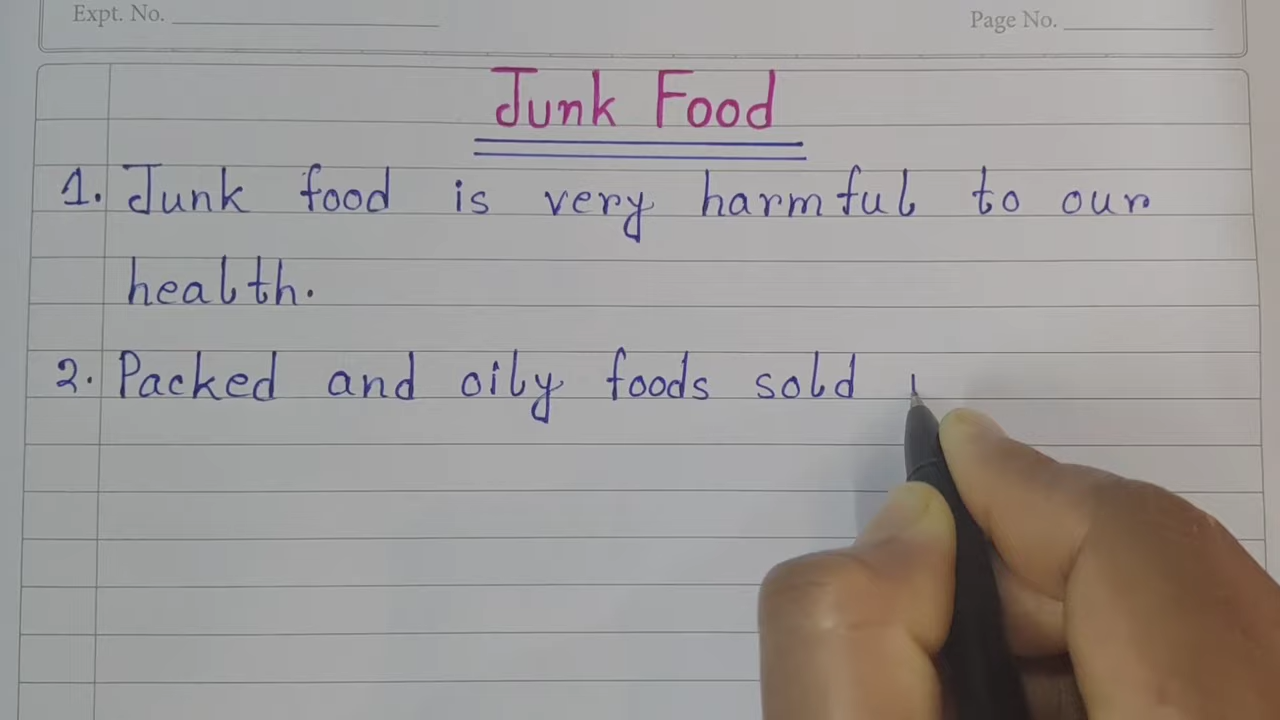 Expt. No.
Page No.
Junk Food
1. Junk food is very harmful to our
health.
2. Packed and oily foods sold